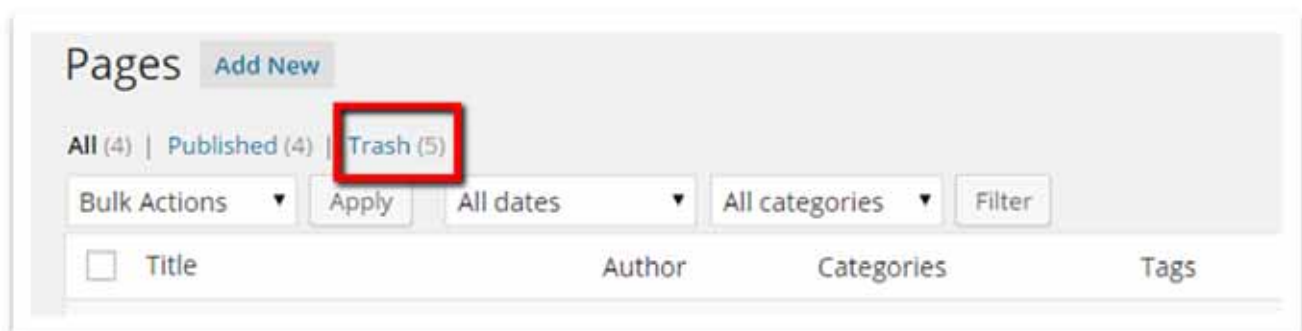 Pages Add New
All (4) | Published (4) | Trash (5)
Bulk Actions Apply All dates All categories Filter
Title Author Categories Tags